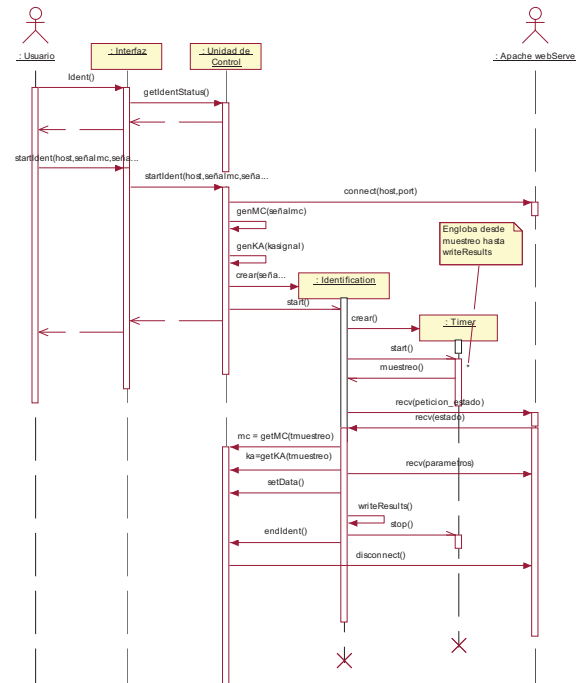 : Usuario
: Interfaz
: Unidad de
Control
: Apache webServe
Ident()
getIdentStatus()
startIdent(host,señalmc,seña...
startIdent(host,señalmc,seña...
connect(host,port)
genMC(señalmc)
Engloba desde
muestreo hasta
writeResults
genKA(kasignal)
crear(seña...
: Identification
start()
crear()
: Timer
start()
muestreo()
*
recv(peticion_estado)
recv(estado)
mc = getMC(tmuestreo)
ka=getKA(tmuestreo)
recv(parametros)
setData()
writeResults()
stop()
endIdent()
disconnect()